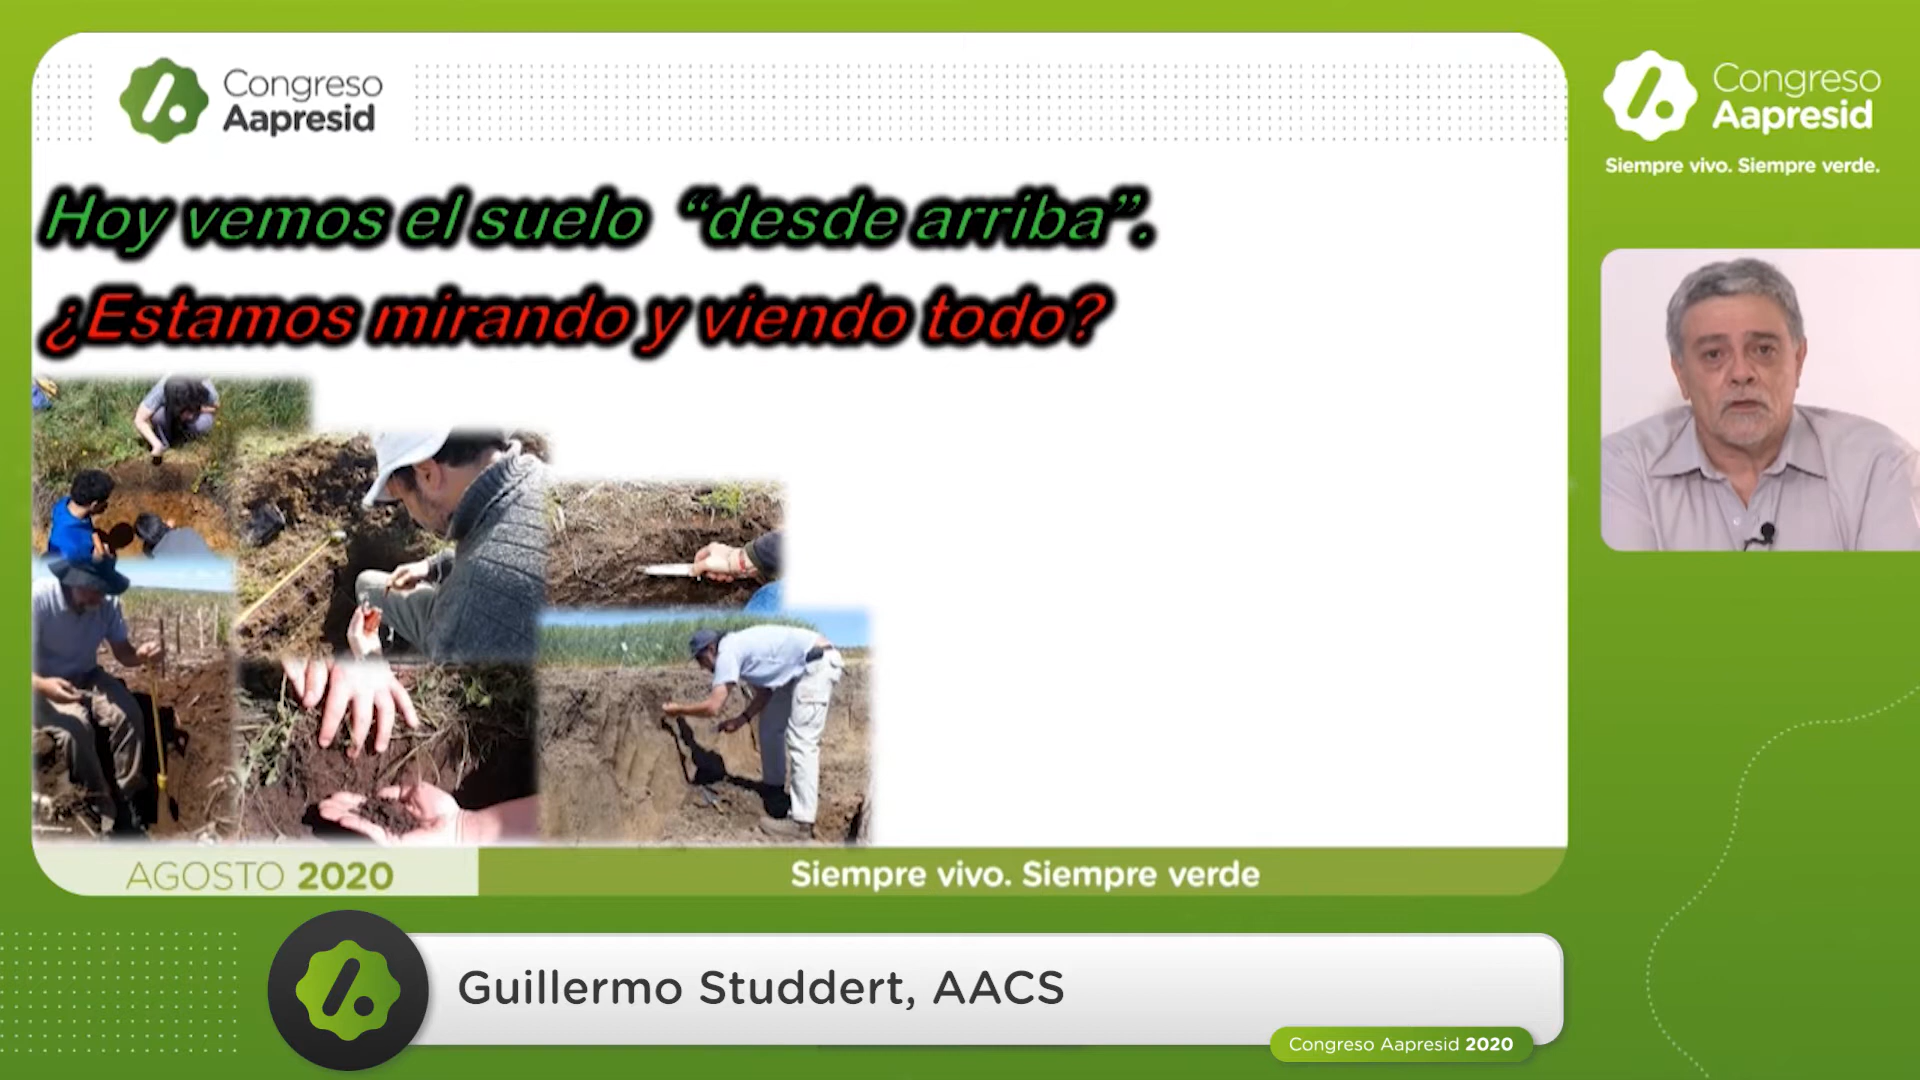 Congreso
Aapresid
Hoy vemos el suelo “desde arriba”.
¿Estamos mirando y viendo todo?
AGOSTO 2020
Siempre vivo. Siempre verde
Congreso
Aapresid
Siempre vivo. Siempre verde.
Guillermo Studdert, AACS
Congreso Aapresid 2020